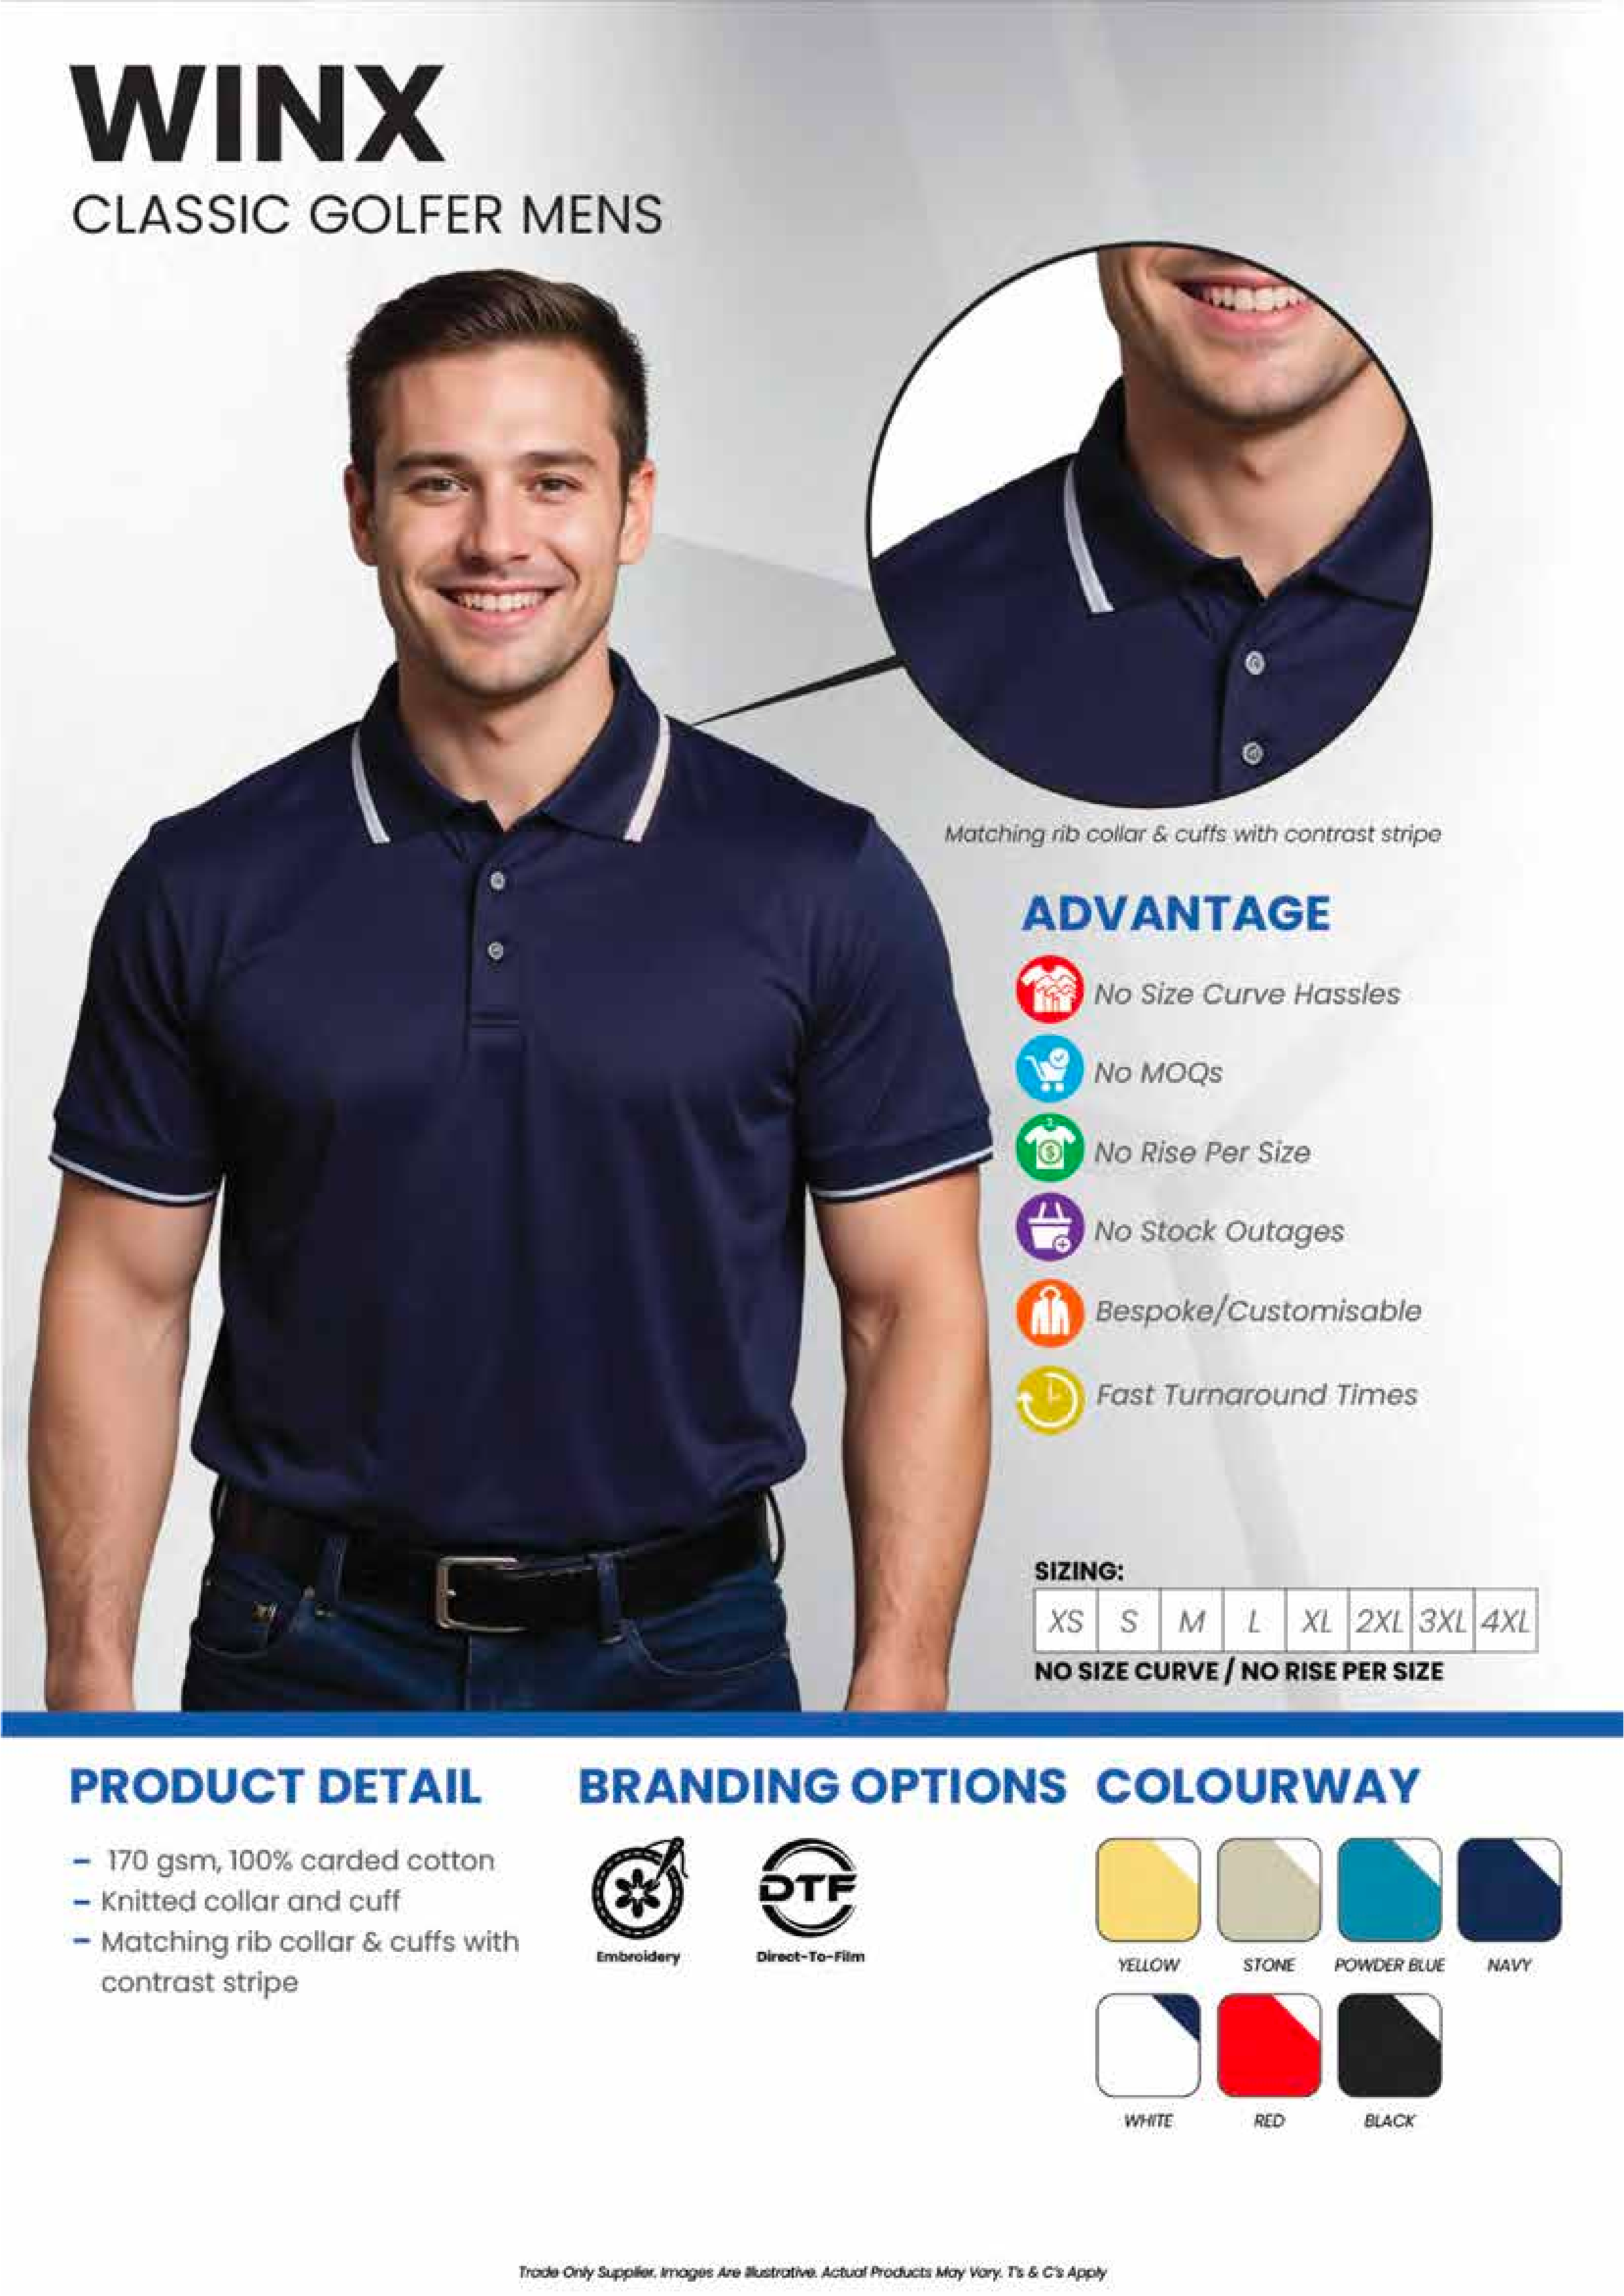 WINX
CLASSIC GOLFER MENS
Matching rib collar & cuffs with contrast stripe
ADVANTAGE
No Size Curve Hassles
No MOQs
No Rise Per Size
No Stock Outages
Bespoke/Customisable
Fast Turnaround Times
SIZING:
XS S M L XL 2XL 3XL 4XL
NO SIZE CURVE / NO RISE PER SIZE
PRODUCT DETAIL
– 170 gsm, 100% carded cotton
– Knitted collar and cuff
– Matching rib collar & cuffs with
contrast stripe
BRANDING OPTIONS
DTF
Embroidery Direct-To-Film
COLOURWAY
YELLOW STONE POWDER BLUE NAVY
WHITE RED BLACK
Trade Only Supplier. Images Are Illustrative. Actual Products May Vary. T's & C's Apply